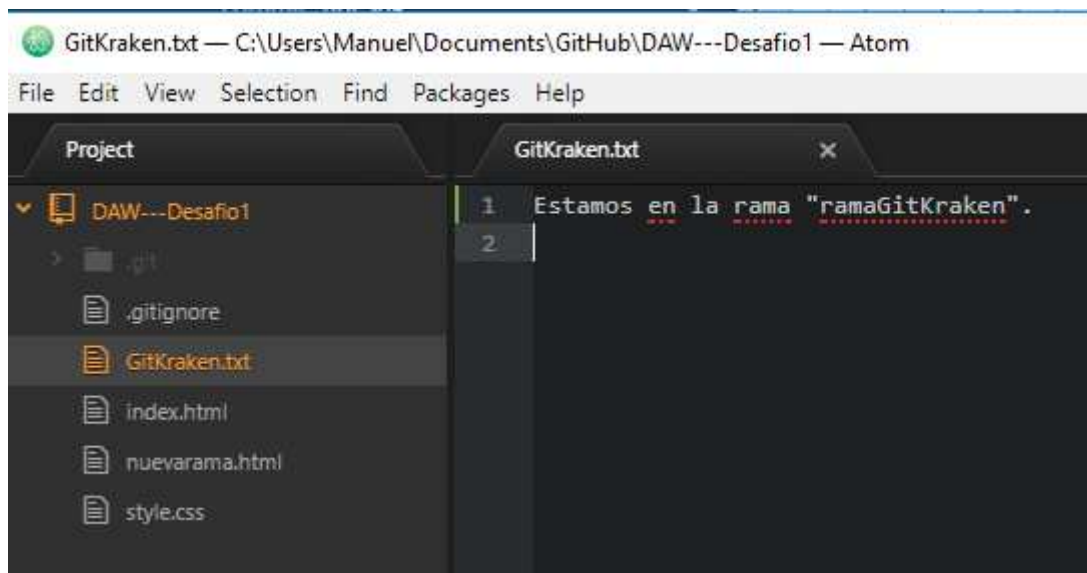 GitKraken.txt — C:\Users\Manuel\Documents\GitHub\DAW---Desafio1 — Atom
File Edit View Selection Find Packages Help
Project
GitKraken.txt
DAW---Desafio1
.git
.gitignore
GitKraken.txt
index.html
nuevarama.html
style.css
1 Estamos en la rama "ramaGitKraken".
2